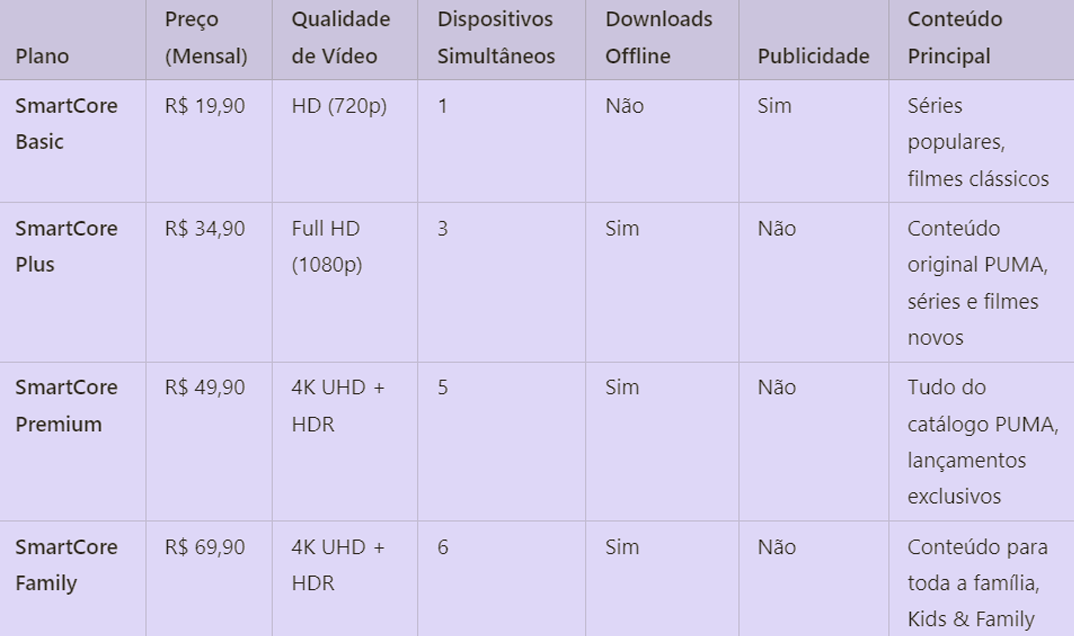 Plano
Preço
(Mensal)
Qualidade
de Vídeo
Dispositivos
Simultâneos
Downloads
Offline
Publicidade
Conteúdo
Principal
SmartCore
Basic
R$ 19,90
HD (720p)
1
Não
Sim
Séries
populares,
filmes clássicos
SmartCore
Plus
R$ 34,90
Full HD
(1080p)
3
Sim
Não
Conteúdo
original PUMA,
séries e filmes
novos
SmartCore
Premium
R$ 49,90
4K UHD +
HDR
5
Sim
Não
Tudo do
catálogo PUMA,
lançamentos
exclusivos
SmartCore
Family
R$ 69,90
4K UHD +
HDR
6
Sim
Não
Conteúdo para
toda a família,
Kids & Family